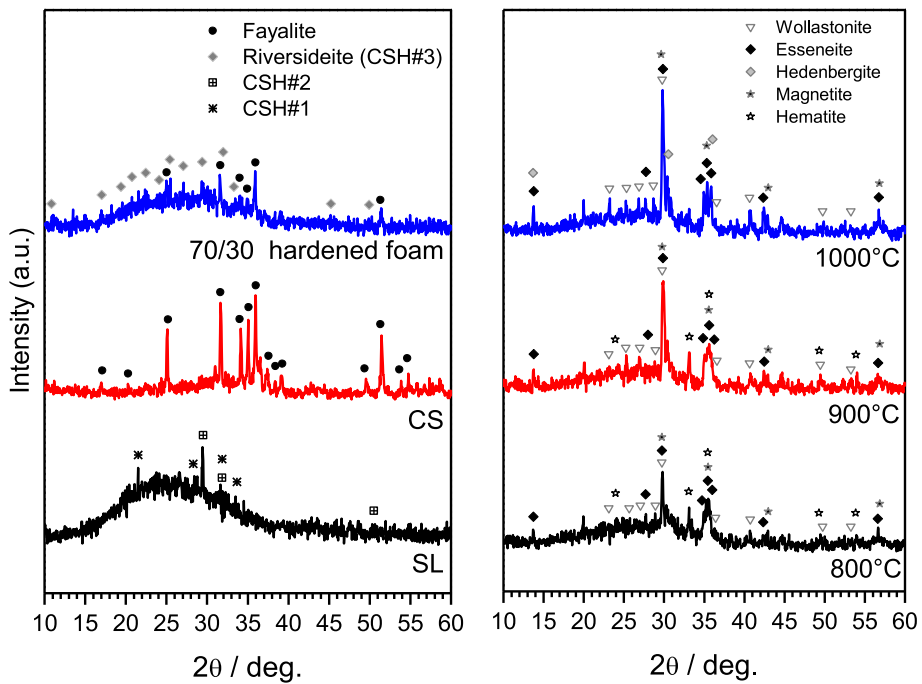 Fayalite
Riversideite (CSH#3)
CSH#2
CSH#1
70/30 hardened foam
CS
SL
Intensity (a.u.)
10 15 20 25 30 35 40 45 50 55 60
2θ / deg.
Wollastonite
Esseneite
Hedenbergite
Magnetite
Hematite
1000°C
900°C
800°C
10 15 20 25 30 35 40 45 50 55 60
2θ / deg.